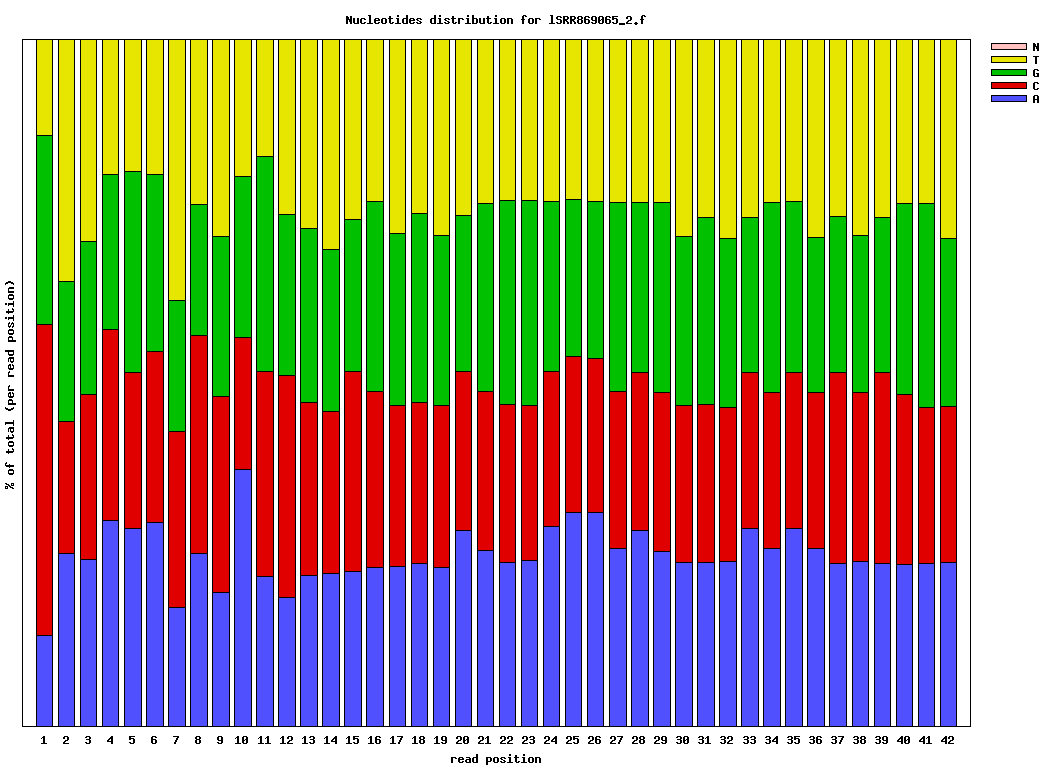 Nucleotides distribution for lSRR869065_2.f
N
T
G
C
A
% of total (per read position)
1 2 3 4 5 6 7 8 9 10 11 12 13 14 15 16 17 18 19 20 21 22 23 24 25 26 27 28 29 30 31 32 33 34 35 36 37 38 39 40 41 42
read position